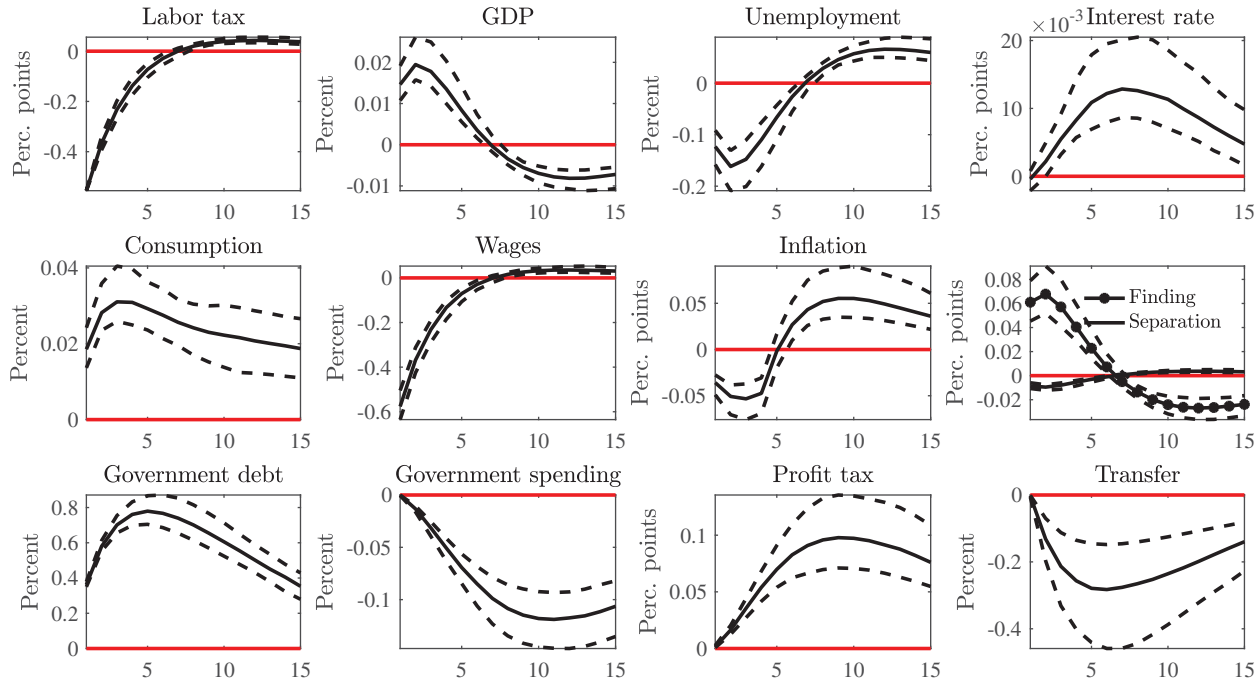 Labor tax
GDP
Unemployment
×10⁻³ Interest rate
Perc. points
0
-0.2
-0.4
5 10 15
Percent
0.02
0.01
0
-0.01
5 10 15
Percent
0
-0.1
-0.2
5 10 15
Perc. points
20
10
0
5 10 15
Consumption
Wages
Inflation
Percent
0.04
0.02
0
5 10 15
Percent
0
-0.2
-0.4
-0.6
5 10 15
Perc. points
0.05
0
-0.05
5 10 15
Percent
0.08
0.06
0.04
0.02
0
-0.02
Finding
Separation
5 10 15
Government debt
Government spending
Profit tax
Transfer
Percent
0.8
0.6
0.4
0.2
0
5 10 15
Percent
0
-0.05
-0.1
5 10 15
Perc. points
0.1
0.05
0
5 10 15
Percent
0
-0.2
-0.4
5 10 15